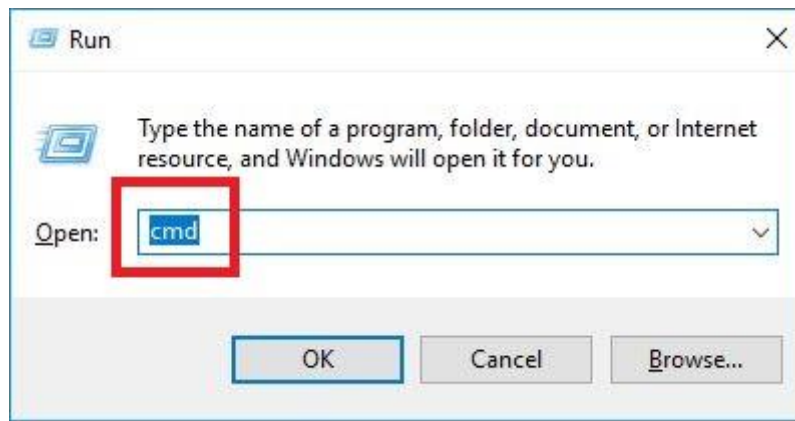 Run
Type the name of a program, folder, document, or Internet
resource, and Windows will open it for you.
Open: cmd
OK Cancel Browse...